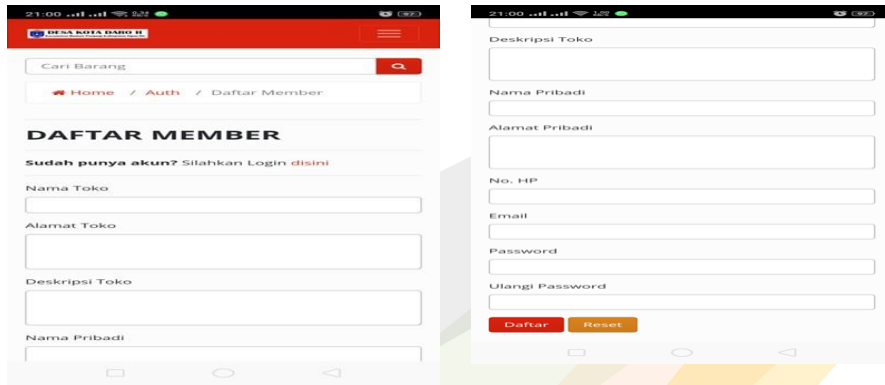 21:00
DESA KOTA DARO II
Cari Barang
Home / Auth / Daftar Member
DAFTAR MEMBER
Sudah punya akun? Silahkan Login disini
Nama Toko
Alamat Toko
Deskripsi Toko
Nama Pribadi
21:00
Deskripsi Toko
Nama Pribadi
Alamat Pribadi
No. HP
Email
Password
Ulangi Password
Daftar Reset